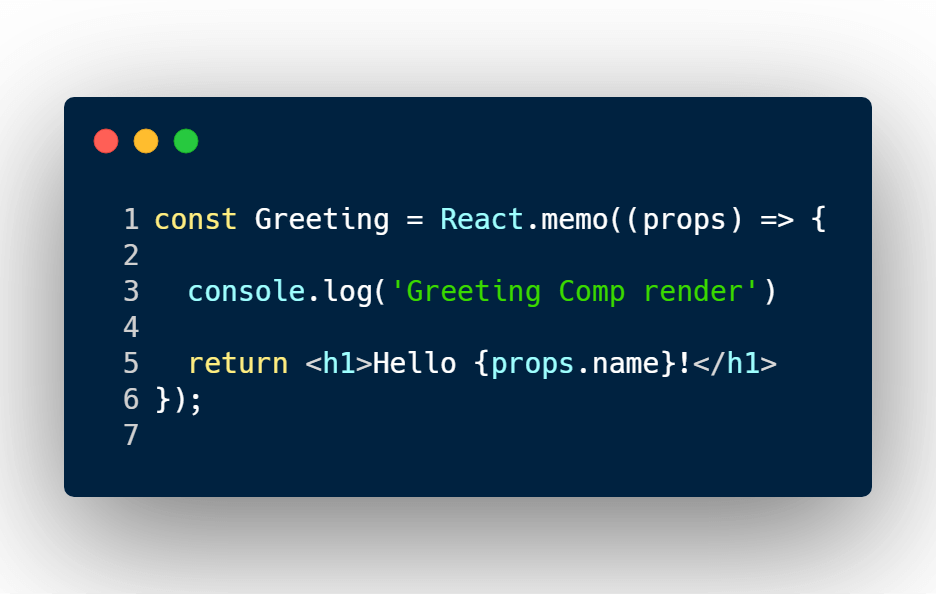 1 const Greeting = React.memo((props) => {
2
3   console.log('Greeting Comp render')
4
5   return <h1>Hello {props.name}!</h1>
6 });
7